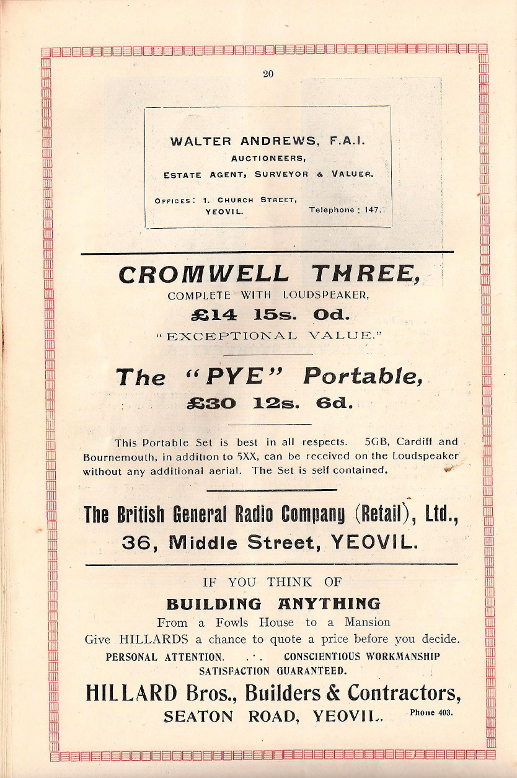 20
WALTER ANDREWS, F.A.I.
AUCTIONEERS,
ESTATE AGENT, SURVEYOR & VALUER.
OFFICES: 1, CHURCH STREET,
YEOVIL. Telephone: 147.
CROMWELL THREE,
COMPLETE WITH LOUDSPEAKER,
£14 15s. 0d.
"EXCEPTIONAL VALUE."
The "PYE" Portable,
£30 12s. 6d.
This Portable Set is best in all respects. 5GB, Cardiff and
Bournemouth, in addition to 5XX, can be received on the Loudspeaker
without any additional aerial. The Set is self contained.
The British General Radio Company (Retail), Ltd.,
36, Middle Street, YEOVIL.
IF YOU THINK OF
BUILDING ANYTHING
From a Fowls House to a Mansion
Give HILLARDS a chance to quote a price before you decide.
PERSONAL ATTENTION. .·. CONSCIENTIOUS WORKMANSHIP
SATISFACTION GUARANTEED.
HILLARD Bros., Builders & Contractors,
SEATON ROAD, YEOVIL. Phone 403.